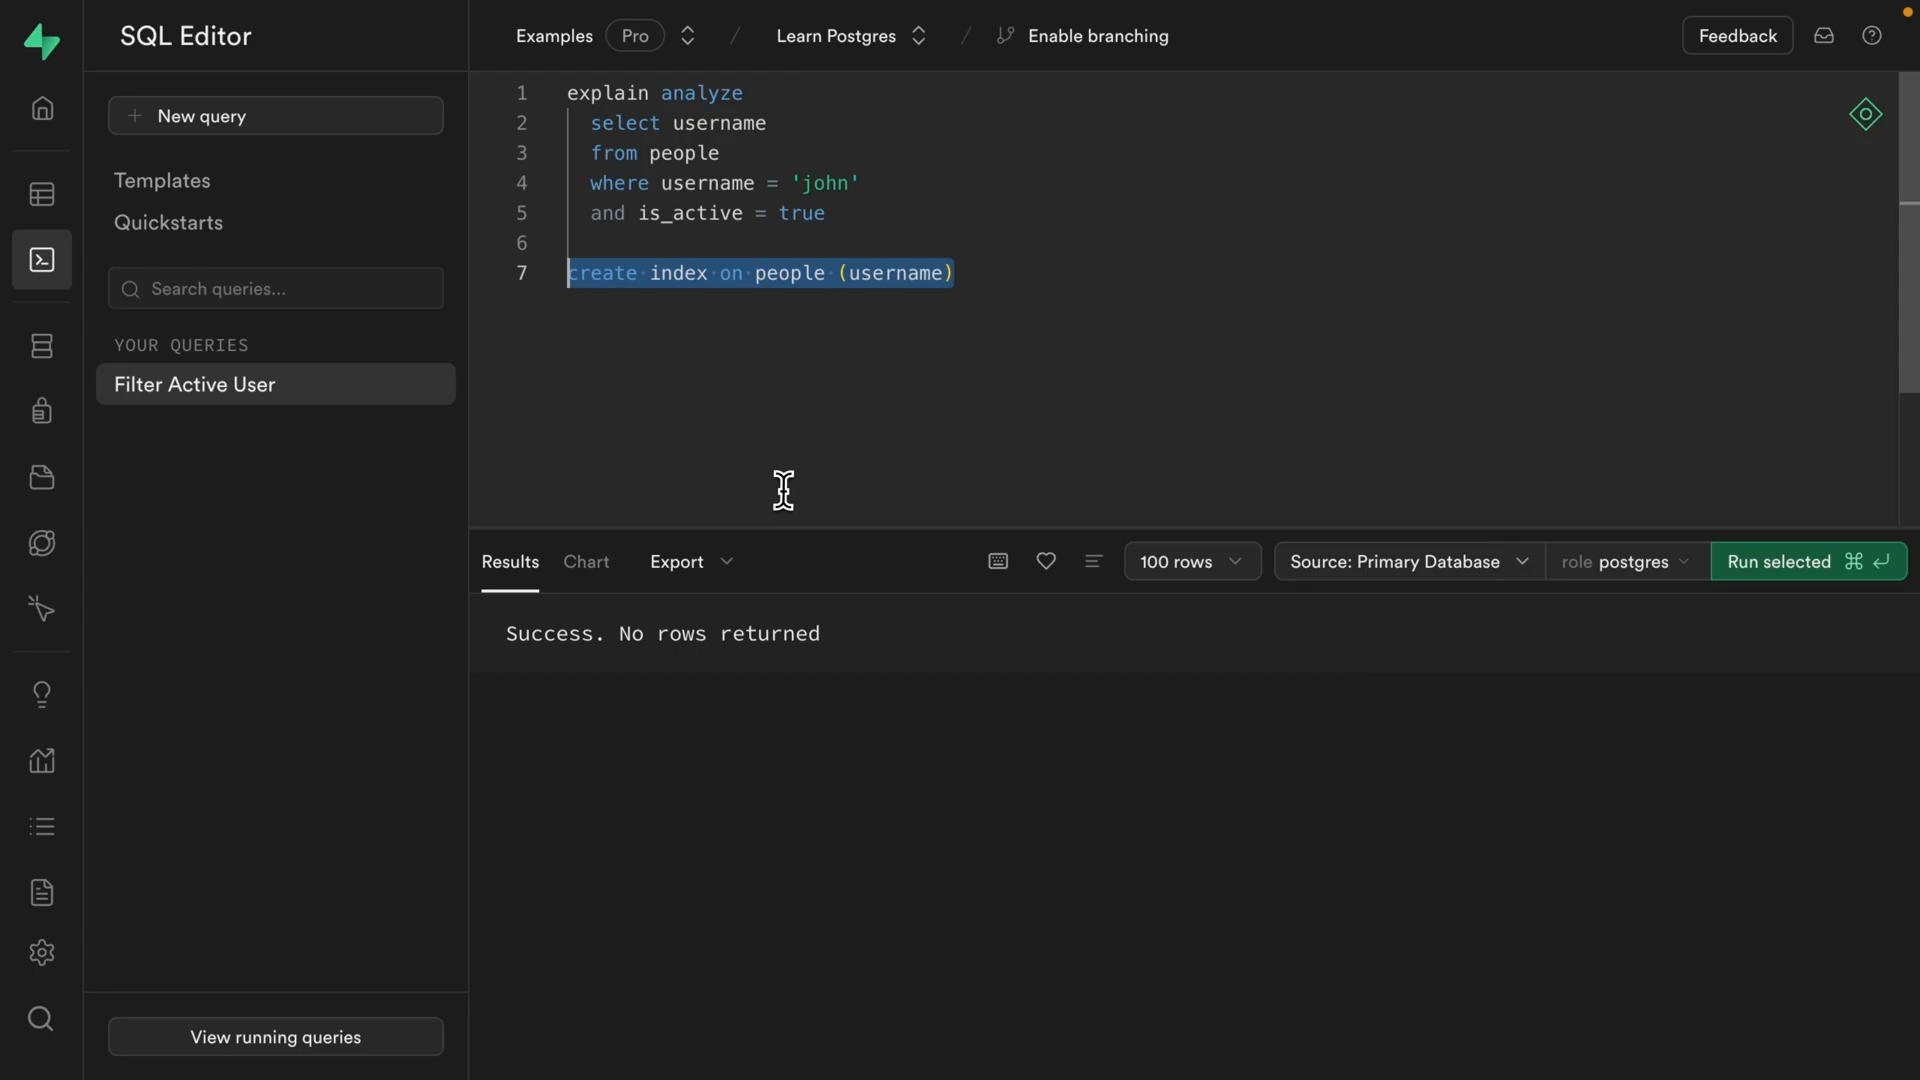 SQL Editor
Examples Pro / Learn Postgres / Enable branching
Feedback
New query
Templates
Quickstarts
Search queries...
YOUR QUERIES
Filter Active User
View running queries
1 explain analyze
2 select username
3 from people
4 where username = 'john'
5 and is_active = true
6
7 create index on people (username)
Results Chart Export 100 rows Source: Primary Database role postgres Run selected ⌘ ↵
Success. No rows returned